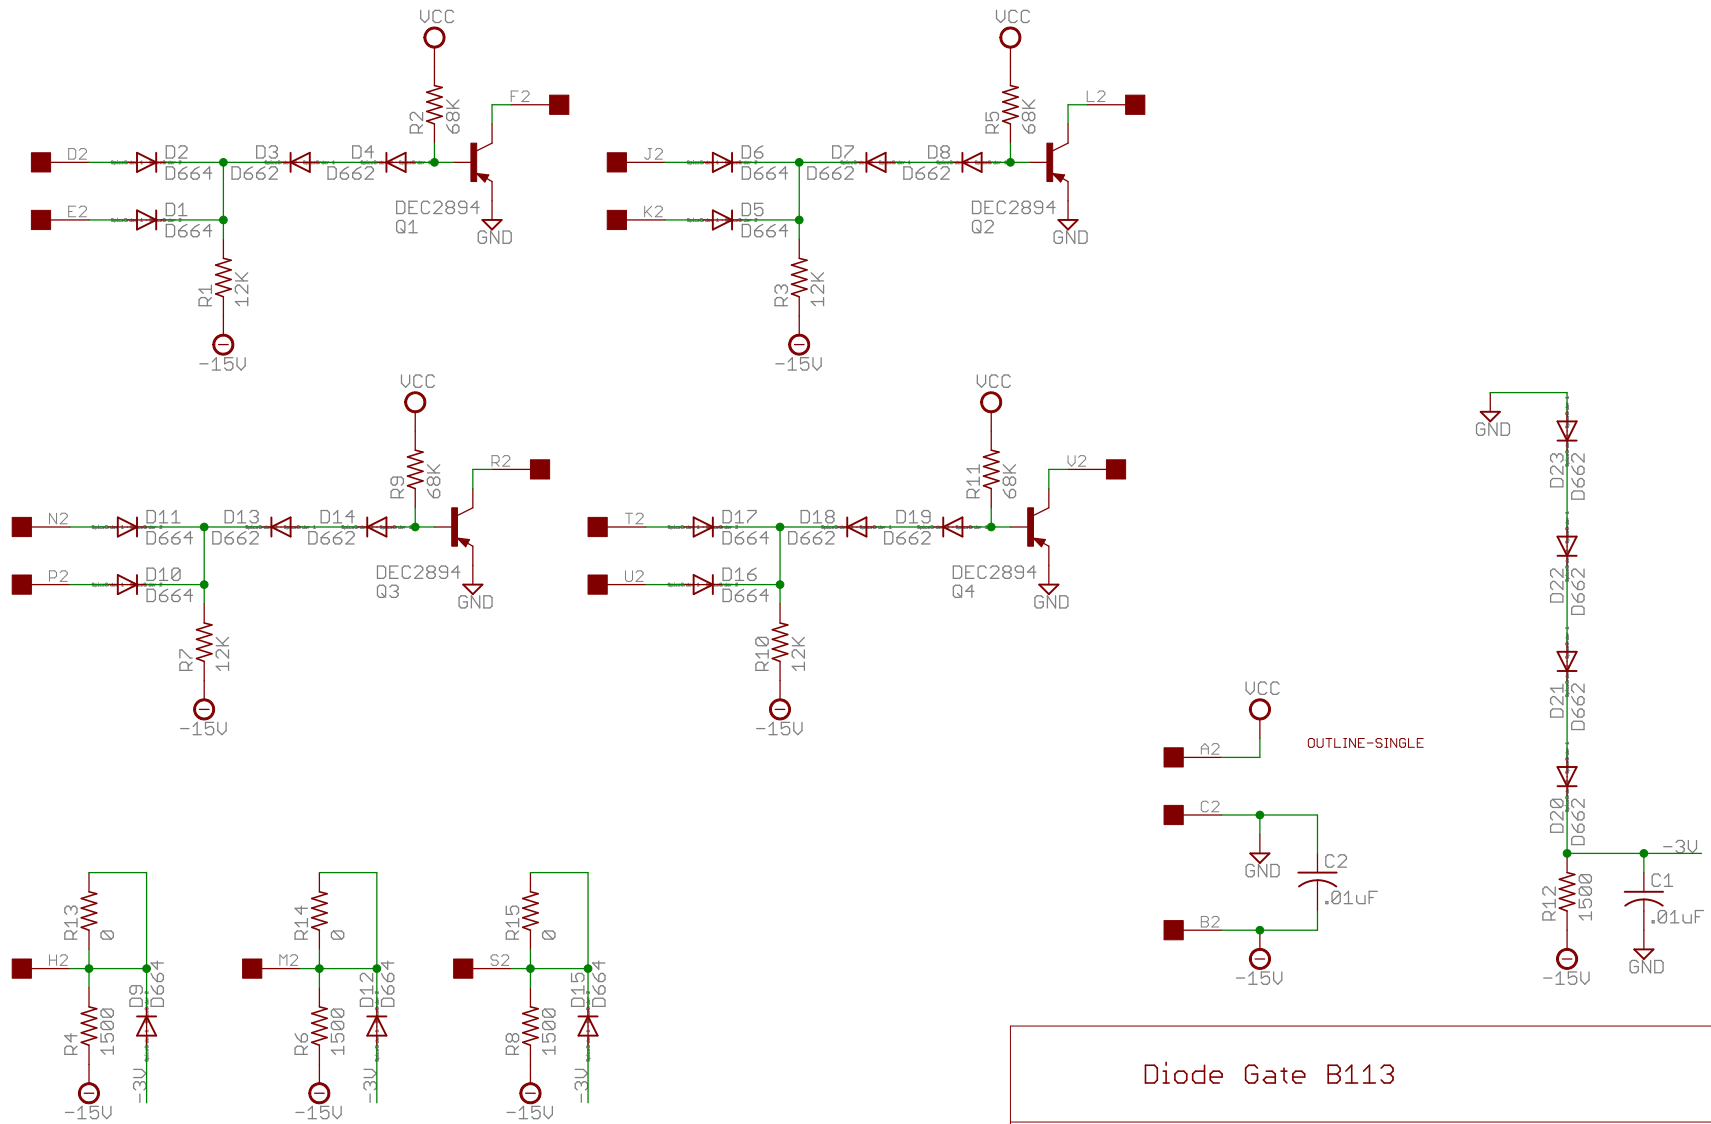 VCC
R2
68K
F2
D2
D2
D664
D3
D662
D4
D662
E2
D1
D664
DEC2894
Q1
GND
R1
12K
-15V
VCC
R5
68K
L2
J2
D6
D664
D7
D662
D8
D662
K2
D5
D664
DEC2894
Q2
GND
R3
12K
-15V
VCC
R9
68K
R2
N2
D11
D664
D13
D662
D14
D662
P2
D10
D664
DEC2894
Q3
GND
R7
12K
-15V
VCC
R11
68K
V2
T2
D17
D664
D18
D662
D19
D662
U2
D16
D664
DEC2894
Q4
GND
R10
12K
-15V
GND
D23
D662
D22
D662
D21
D662
D20
D662
-3V
R12
1500
C1
.01uF
-15V
GND
VCC
A2
OUTLINE-SINGLE
C2
GND
C2
.01uF
B2
-15V
R13
0
H2
D9
D664
R4
1500
-15V
-3V
R14
0
M2
D12
D664
R6
1500
-15V
-3V
R15
0
S2
D15
D664
R8
1500
-15V
-3V
Diode Gate B113